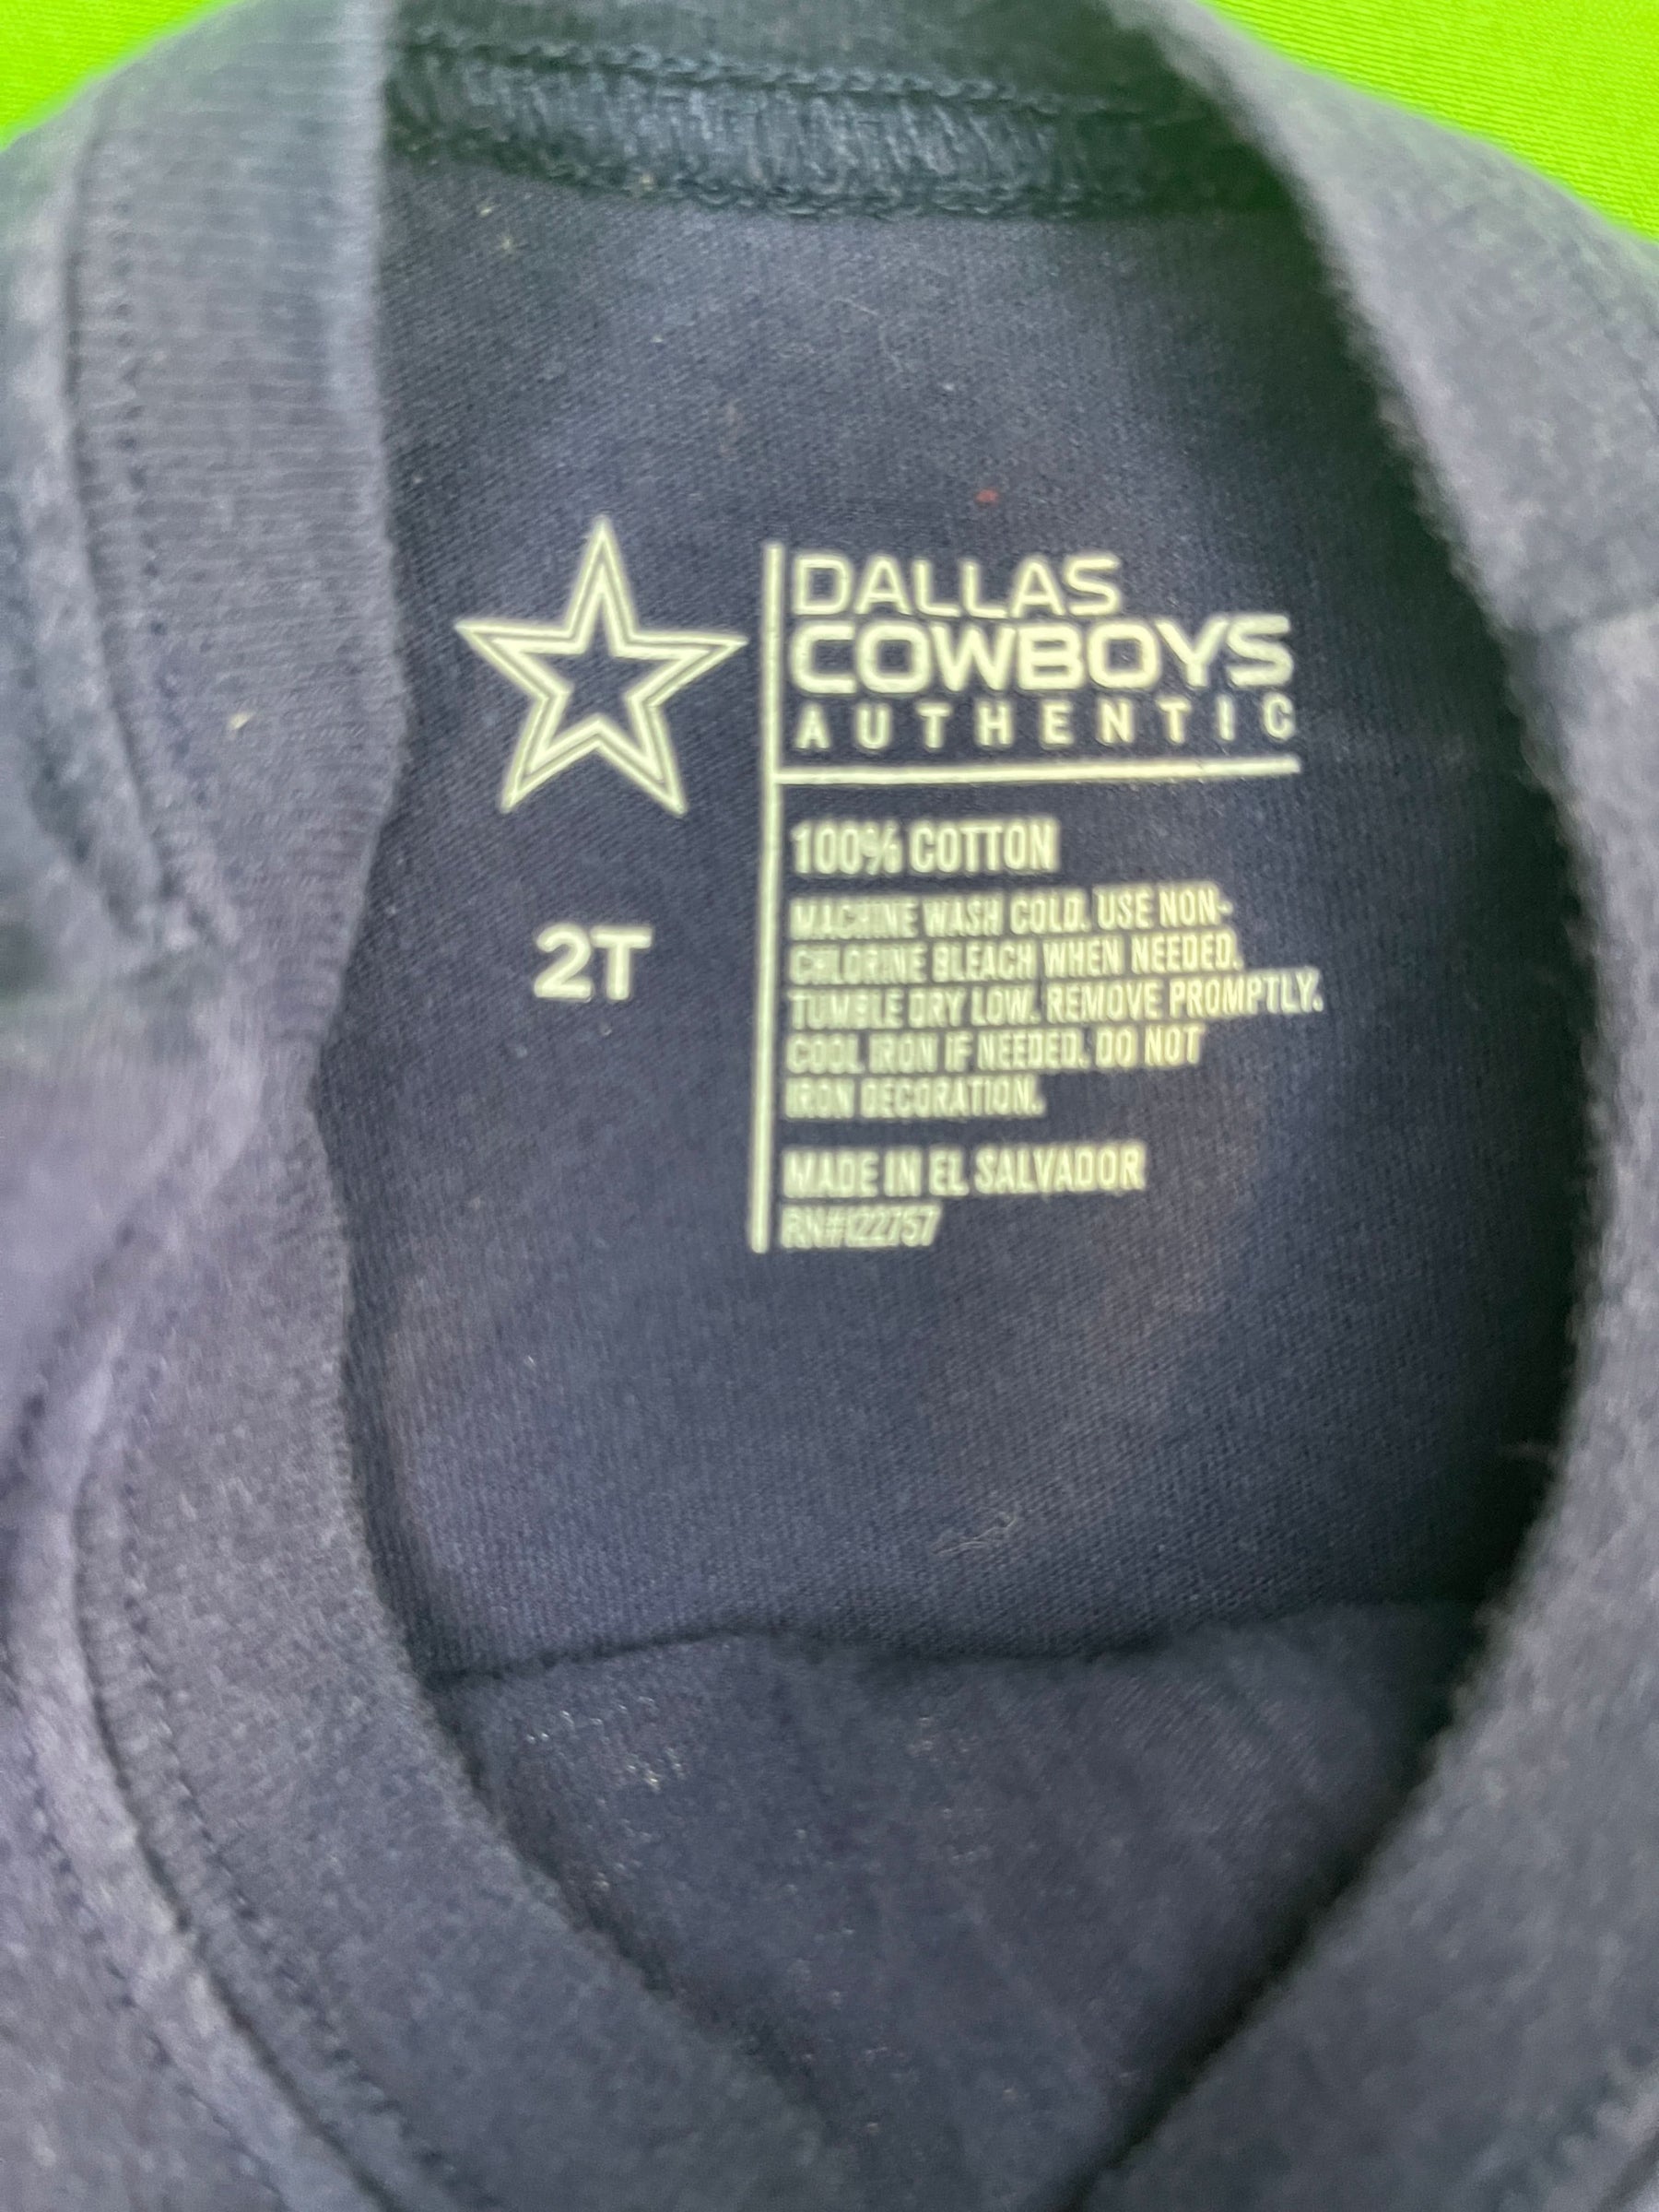 DALLAS
COWBOYS
AUTHENTIC
100% COTTON
MACHINE WASH COLD. USE NON-
CHLORINE BLEACH WHEN NEEDED.
TUMBLE DRY LOW. REMOVE PROMPTLY.
COOL IRON IF NEEDED. DO NOT
IRON DECORATION.
MADE IN EL SALVADOR
RN#122757
2T